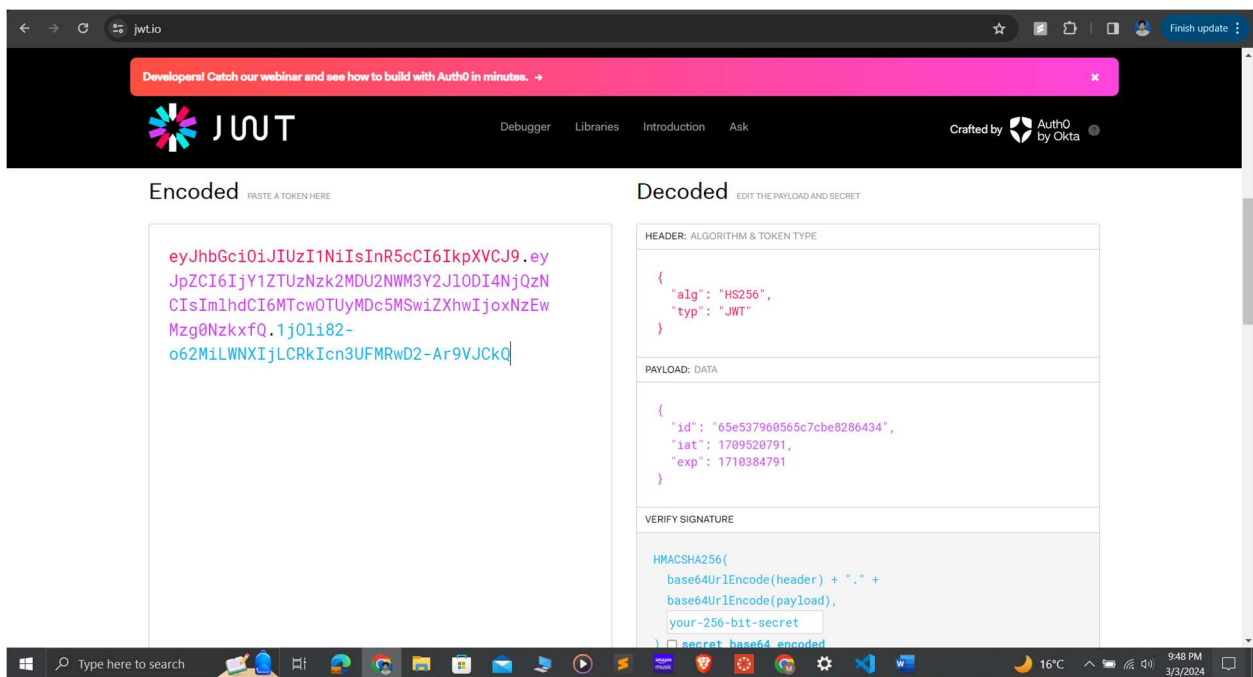 jwt.io
Finish update
Developers! Catch our webinar and see how to build with Auth0 in minutes. →
JWT
Debugger Libraries Introduction Ask
Crafted by Auth0 by Okta
Encoded PASTE A TOKEN HERE
eyJhbGciOiJIUzI1NiIsInR5cCI6IkpXVCJ9.ey
JpZCI6IjY1ZTUzNzk2MDU2NWM3Y2JlODI4NjQzN
CIsImlhdCI6MTcwOTUyMDc5MSwiZXhwIjoxNzEw
Mzg0NzkxfQ.1jOli82-
o62MiLWNXIjLCRkIcn3UFMRwD2-Ar9VJCkQ
Decoded EDIT THE PAYLOAD AND SECRET
HEADER: ALGORITHM & TOKEN TYPE
{
"alg": "HS256",
"typ": "JWT"
}
PAYLOAD: DATA
{
"id": "65e537960565c7cbe8286434",
"iat": 1709520791,
"exp": 1710384791
}
VERIFY SIGNATURE
HMACSHA256(
base64UrlEncode(header) + "." +
base64UrlEncode(payload),
your-256-bit-secret
) secret base64 encoded
Type here to search
16°C
9:48 PM
3/3/2024